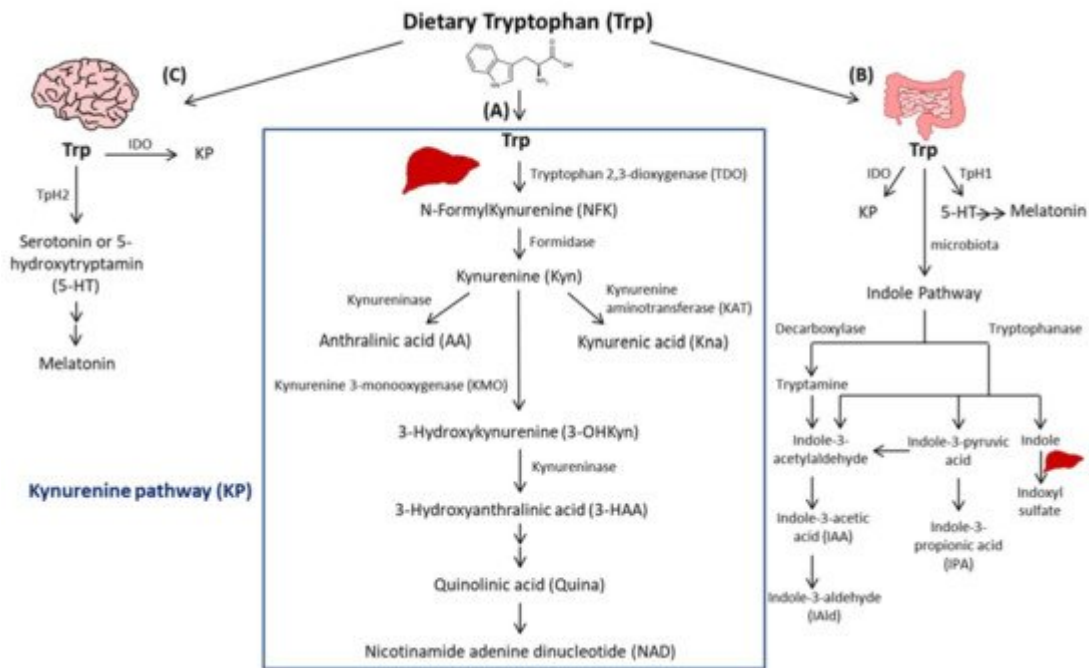 Dietary Tryptophan (Trp)
(C)
(A)
(B)
Trp
IDO
KP
TpH2
Serotonin or 5-
hydroxytryptamin
(5-HT)
Melatonin
Kynurenine pathway (KP)
Trp
Tryptophan 2,3-dioxygenase (TDO)
N-FormylKynurenine (NFK)
Formidase
Kynurenine (Kyn)
Kynureninase
Kynurenine
aminotransferase (KAT)
Anthralinic acid (AA)
Kynurenic acid (Kna)
Kynurenine 3-monooxygenase (KMO)
3-Hydroxykynurenine (3-OHKyn)
Kynureninase
3-Hydroxyanthralinic acid (3-HAA)
Quinolinic acid (Quina)
Nicotinamide adenine dinucleotide (NAD)
Trp
IDO
TpH1
KP
5-HT
Melatonin
microbiota
Indole Pathway
Decarboxylase
Tryptophanase
Tryptamine
Indole-3-
acetylaldehyde
Indole-3-pyruvic
acid
Indole
Indoxyl
sulfate
Indole-3-acetic
acid (IAA)
Indole-3-
propionic acid
(IPA)
Indole-3-aldehyde
(IAld)